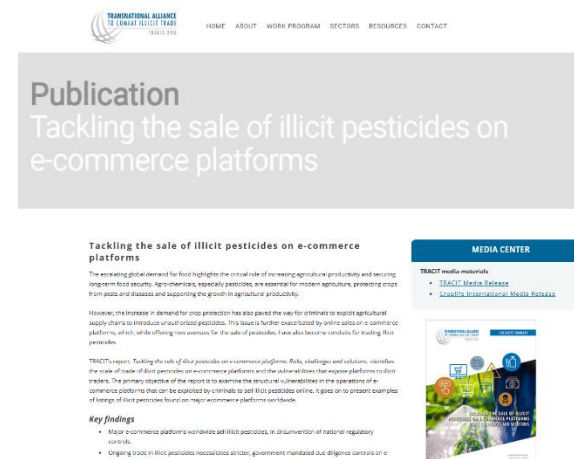 TRANSNATIONAL ALLIANCE
TO COMBAT ILLICIT TRADE
TRACIT.ORG
HOME ABOUT WORK PROGRAM SECTORS RESOURCES CONTACT
Publication
Tackling the sale of illicit pesticides on
e-commerce platforms
Tackling the sale of illicit pesticides on e-commerce
platforms
The escalating global demand for food highlights the critical role of increasing agricultural productivity and securing
long-term food security. Agro-chemicals, especially pesticides, are essential for modern agriculture, protecting crops
from pests and diseases and supporting the growth in agricultural productivity.
However, the increase in demand for crop protection has also paved the way for criminals to exploit agricultural
supply chains to introduce unauthorized pesticides. This issue is further exacerbated by online sales on e-commerce
platforms, which, while offering new avenues for the sale of pesticides, have also become conduits for trading illicit
pesticides.
TRACIT's report, Tackling the sale of illicit pesticides on e-commerce platforms: Risks, challenges and solutions, identifies
the scale of trade of illicit pesticides on e-commerce platforms and the vulnerabilities that expose platforms to illicit
traders. The primary objective of the report is to examine the structural vulnerabilities in the operations of e-
commerce platforms that can be exploited by criminals to sell illicit pesticides online. It goes on to present examples
of listings of illicit pesticides found on major ecommerce platforms worldwide.
Key findings
• Major e-commerce platforms worldwide sell illicit pesticides, in circumvention of national regulatory
controls.
• Ongoing trade in illicit pesticides necessitates stricter, government-mandated due diligence controls on e-
MEDIA CENTER
TRACIT media materials
• TRACIT Media Release
• CropLife International Media Release
TACKLING THE SALE OF ILLICIT
PESTICIDES ON E-COMMERCE PLATFORMS